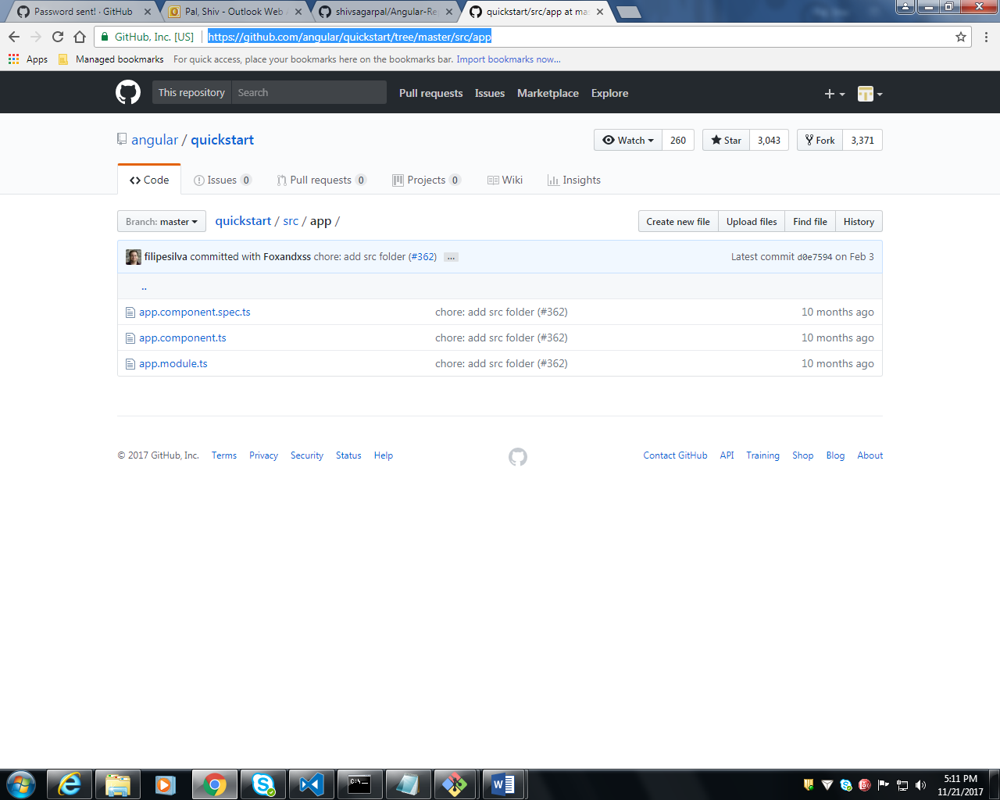 Password sent! · GitHub
Pal, Shiv - Outlook Web
shivsagarpal/Angular-Re
quickstart/src/app at mas
GitHub, Inc. [US] https://github.com/angular/quickstart/tree/master/src/app
Apps Managed bookmarks For quick access, place your bookmarks here on the bookmarks bar. Import bookmarks now...
This repository Search Pull requests Issues Marketplace Explore
angular / quickstart
Watch 260 Star 3,043 Fork 3,371
Code Issues 0 Pull requests 0 Projects 0 Wiki Insights
Branch: master quickstart / src / app / Create new file Upload files Find file History
filipesilva committed with Foxandxss chore: add src folder (#362) ... Latest commit d0e7594 on Feb 3
..
app.component.spec.ts chore: add src folder (#362) 10 months ago
app.component.ts chore: add src folder (#362) 10 months ago
app.module.ts chore: add src folder (#362) 10 months ago
© 2017 GitHub, Inc. Terms Privacy Security Status Help Contact GitHub API Training Shop Blog About
5:11 PM
11/21/2017